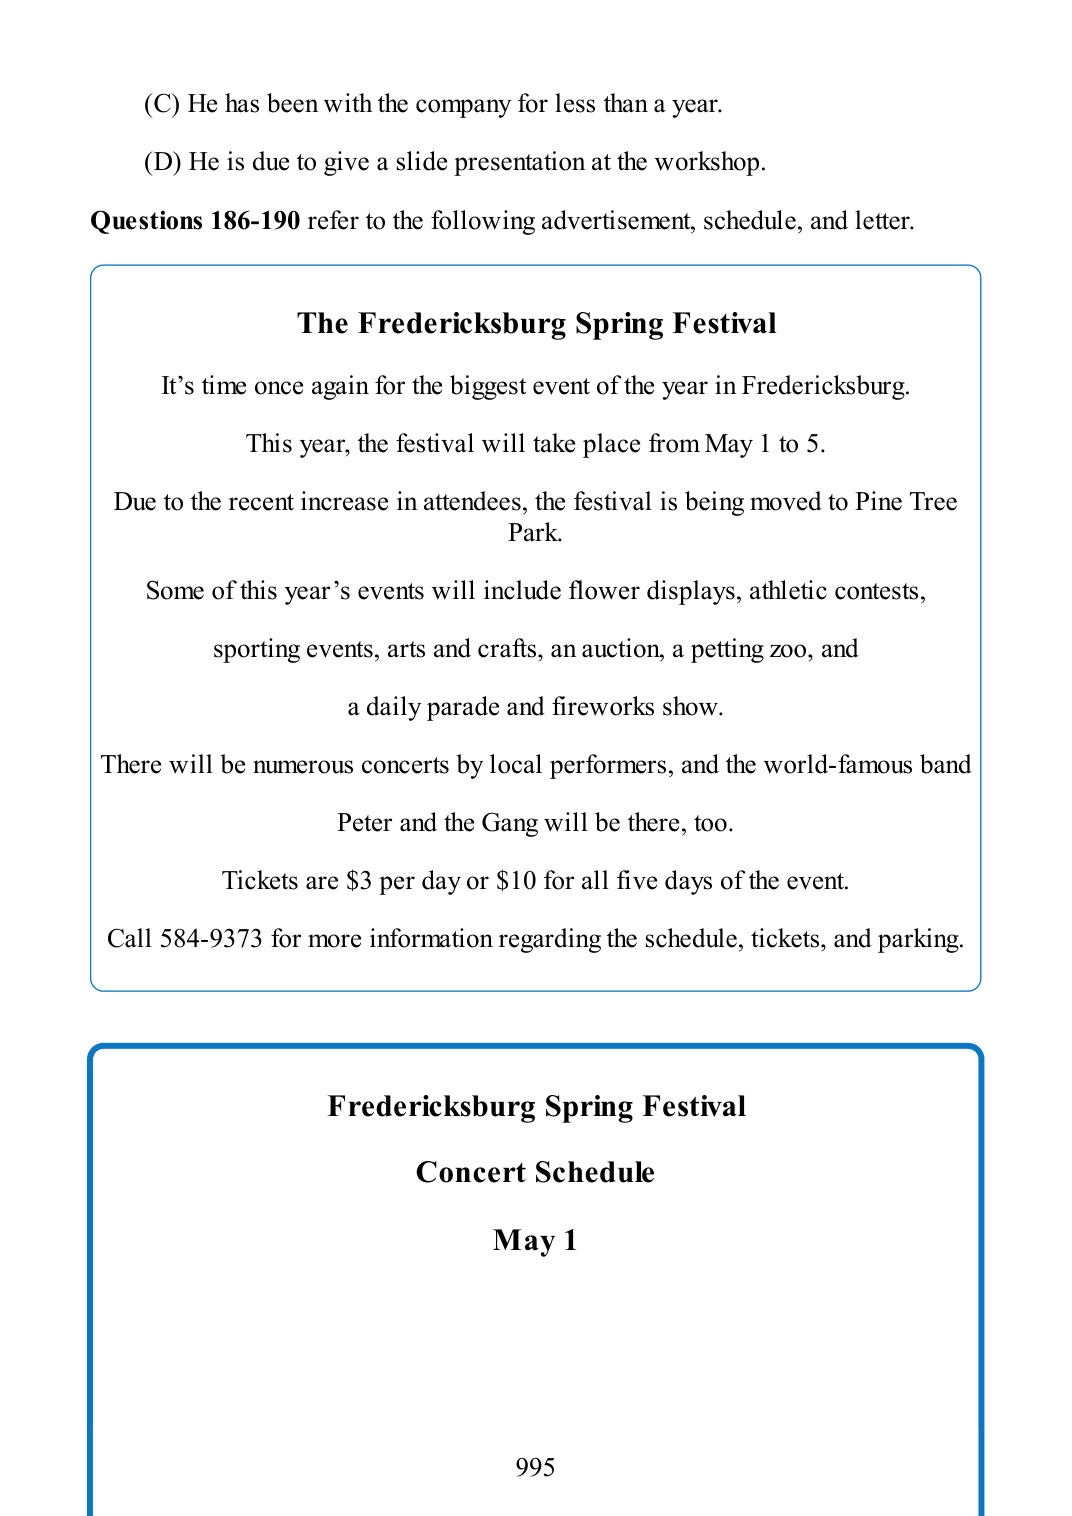 (C) He has been with the company for less than a year.
(D) He is due to give a slide presentation at the workshop.
Questions 186-190 refer to the following advertisement, schedule, and letter.
The Fredericksburg Spring Festival
It’s time once again for the biggest event of the year in Fredericksburg.
This year, the festival will take place from May 1 to 5.
Due to the recent increase in attendees, the festival is being moved to Pine Tree
Park.
Some of this year’s events will include flower displays, athletic contests,
sporting events, arts and crafts, an auction, a petting zoo, and
a daily parade and fireworks show.
There will be numerous concerts by local performers, and the world-famous band
Peter and the Gang will be there, too.
Tickets are $3 per day or $10 for all five days of the event.
Call 584-9373 for more information regarding the schedule, tickets, and parking.
Fredericksburg Spring Festival
Concert Schedule
May 1
995